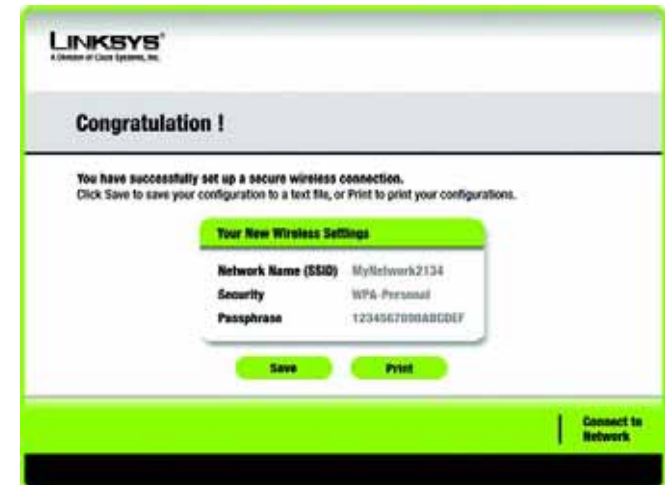 LINKSYS®
A Division of Cisco Systems, Inc.
Congratulation !
You have successfully set up a secure wireless connection.
Click Save to save your configuration to a text file, or Print to print your configurations.
Your New Wireless Settings
Network Name (SSID) MyNetwork2134
Security WPA-Personal
Passphrase 1234567890ABCDEF
Save Print
Connect to
Network